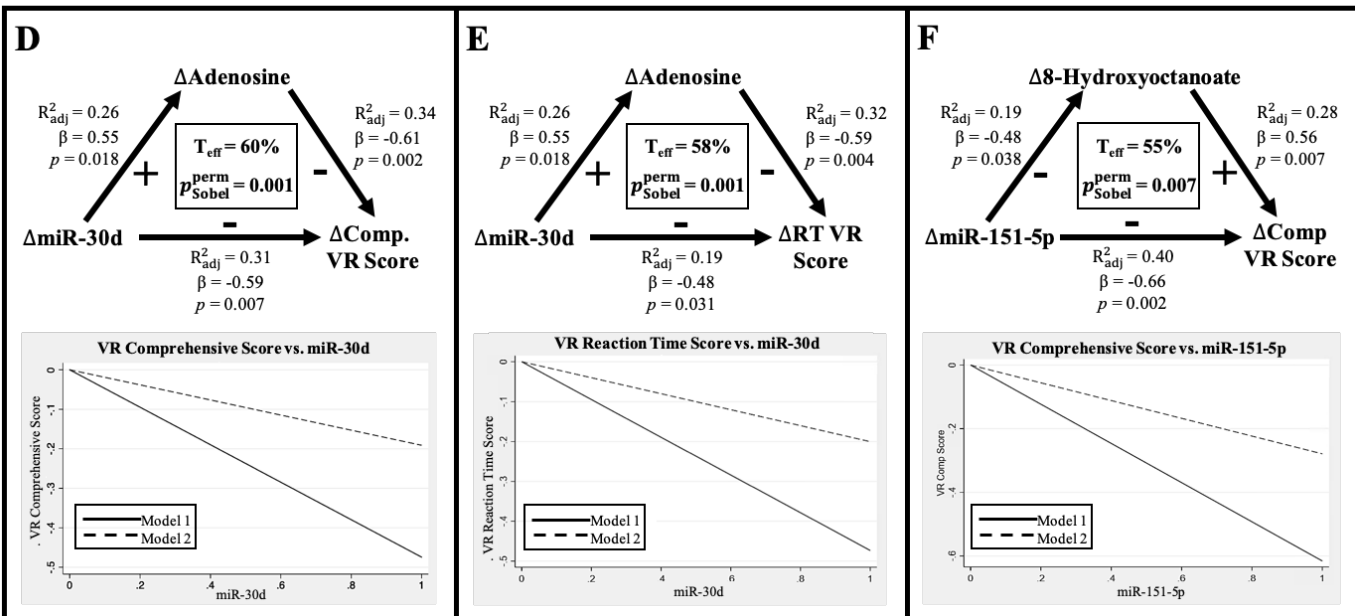 D
ΔAdenosine
R²adj = 0.26
β = 0.55
p = 0.018
R²adj = 0.34
β = -0.61
p = 0.002
Teff = 60%
p perm Sobel = 0.001
+
-
-
ΔmiR-30d
ΔComp.
VR Score
R²adj = 0.31
β = -0.59
p = 0.007
VR Comprehensive Score vs. miR-30d
. VR Comprehensive Score
0
-.1
-.2
-.3
-.4
-.5
Model 1
Model 2
0 .2 .4 .6 .8 1
miR-30d
E
ΔAdenosine
R²adj = 0.26
β = 0.55
p = 0.018
R²adj = 0.32
β = -0.59
p = 0.004
Teff = 58%
p perm Sobel = 0.001
+
-
-
ΔmiR-30d
ΔRT VR
Score
R²adj = 0.19
β = -0.48
p = 0.031
VR Reaction Time Score vs. miR-30d
. VR Reaction Time Score
0
-.1
-.2
-.3
-.4
-.5
Model 1
Model 2
0 .2 .4 .6 .8 1
miR-30d
F
Δ8-Hydroxyoctanoate
R²adj = 0.19
β = -0.48
p = 0.038
R²adj = 0.28
β = 0.56
p = 0.007
Teff = 55%
p perm Sobel = 0.007
-
+
-
ΔmiR-151-5p
ΔComp
VR Score
R²adj = 0.40
β = -0.66
p = 0.002
VR Comprehensive Score vs. miR-151-5p
VR Comp Score
0
-.2
-.4
-.6
Model 1
Model 2
0 .2 .4 .6 .8 1
miR-151-5p